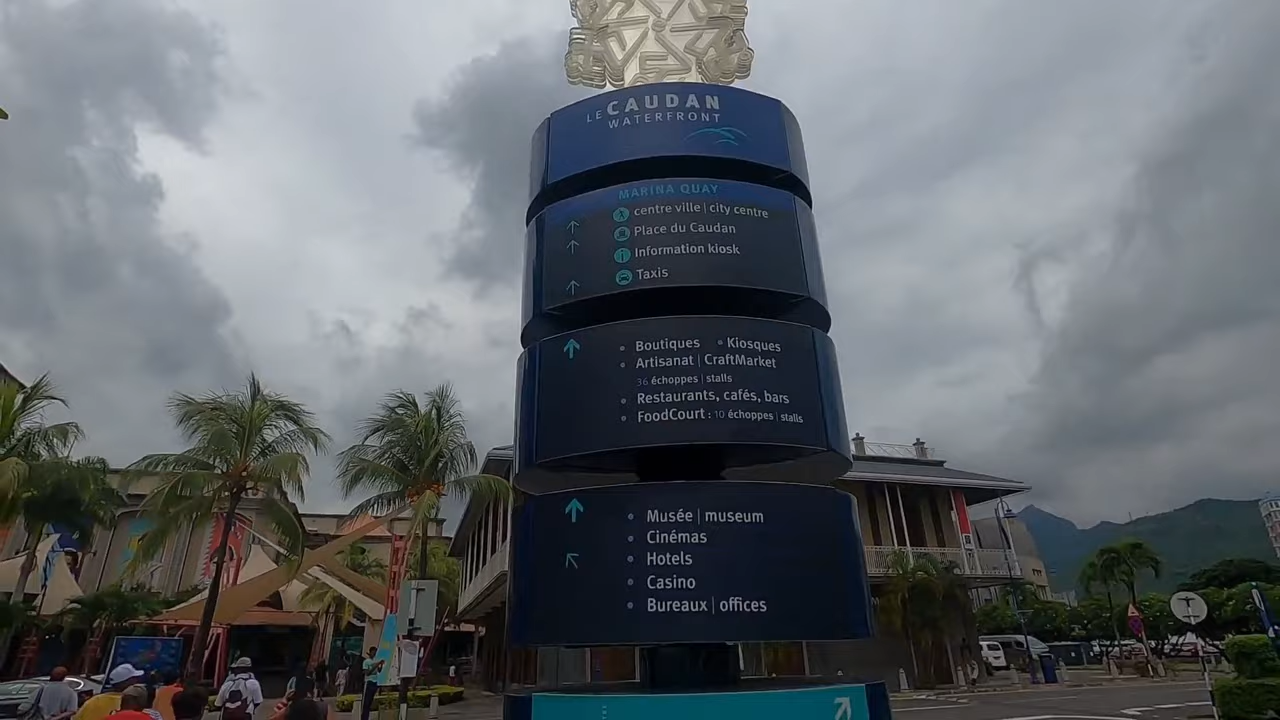 LE CAUDAN
WATERFRONT
MARINA QUAY
centre ville | city centre
Place du Caudan
Information kiosk
Taxis
• Boutiques • Kiosques
• Artisanat | CraftMarket
36 échoppes | stalls
• Restaurants, cafés, bars
• FoodCourt : 10 échoppes | stalls
• Musée | museum
• Cinémas
• Hotels
• Casino
• Bureaux | offices